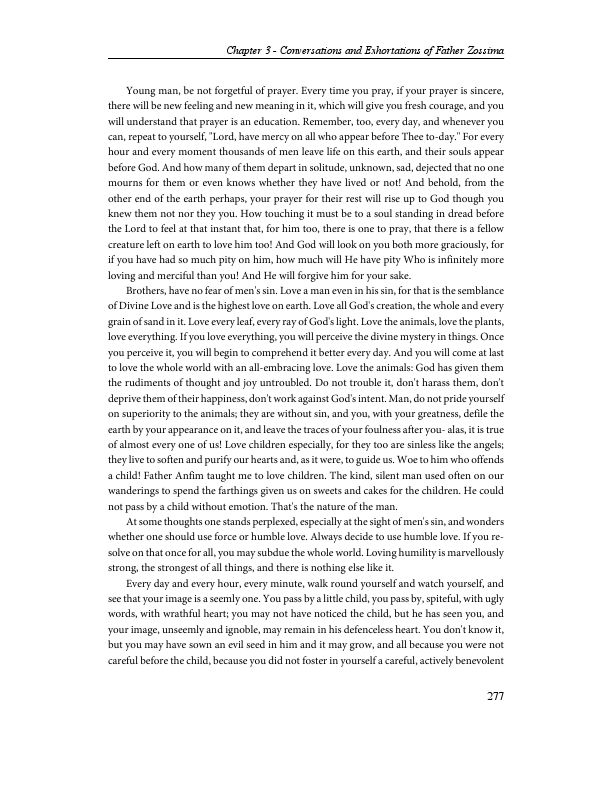 Chapter 3 - Conversations and Exhortations of Father Zossima
Young man, be not forgetful of prayer. Every time you pray, if your prayer is sincere,
there will be new feeling and new meaning in it, which will give you fresh courage, and you
will understand that prayer is an education. Remember, too, every day, and whenever you
can, repeat to yourself, "Lord, have mercy on all who appear before Thee to-day." For every
hour and every moment thousands of men leave life on this earth, and their souls appear
before God. And how many of them depart in solitude, unknown, sad, dejected that no one
mourns for them or even knows whether they have lived or not! And behold, from the
other end of the earth perhaps, your prayer for their rest will rise up to God though you
knew them not nor they you. How touching it must be to a soul standing in dread before
the Lord to feel at that instant that, for him too, there is one to pray, that there is a fellow
creature left on earth to love him too! And God will look on you both more graciously, for
if you have had so much pity on him, how much will He have pity Who is infinitely more
loving and merciful than you! And He will forgive him for your sake.
Brothers, have no fear of men's sin. Love a man even in his sin, for that is the semblance
of Divine Love and is the highest love on earth. Love all God's creation, the whole and every
grain of sand in it. Love every leaf, every ray of God's light. Love the animals, love the plants,
love everything. If you love everything, you will perceive the divine mystery in things. Once
you perceive it, you will begin to comprehend it better every day. And you will come at last
to love the whole world with an all-embracing love. Love the animals: God has given them
the rudiments of thought and joy untroubled. Do not trouble it, don't harass them, don't
deprive them of their happiness, don't work against God's intent. Man, do not pride yourself
on superiority to the animals; they are without sin, and you, with your greatness, defile the
earth by your appearance on it, and leave the traces of your foulness after you- alas, it is true
of almost every one of us! Love children especially, for they too are sinless like the angels;
they live to soften and purify our hearts and, as it were, to guide us. Woe to him who offends
a child! Father Anfim taught me to love children. The kind, silent man used often on our
wanderings to spend the farthings given us on sweets and cakes for the children. He could
not pass by a child without emotion. That's the nature of the man.
At some thoughts one stands perplexed, especially at the sight of men's sin, and wonders
whether one should use force or humble love. Always decide to use humble love. If you re-
solve on that once for all, you may subdue the whole world. Loving humility is marvellously
strong, the strongest of all things, and there is nothing else like it.
Every day and every hour, every minute, walk round yourself and watch yourself, and
see that your image is a seemly one. You pass by a little child, you pass by, spiteful, with ugly
words, with wrathful heart; you may not have noticed the child, but he has seen you, and
your image, unseemly and ignoble, may remain in his defenceless heart. You don't know it,
but you may have sown an evil seed in him and it may grow, and all because you were not
careful before the child, because you did not foster in yourself a careful, actively benevolent
277